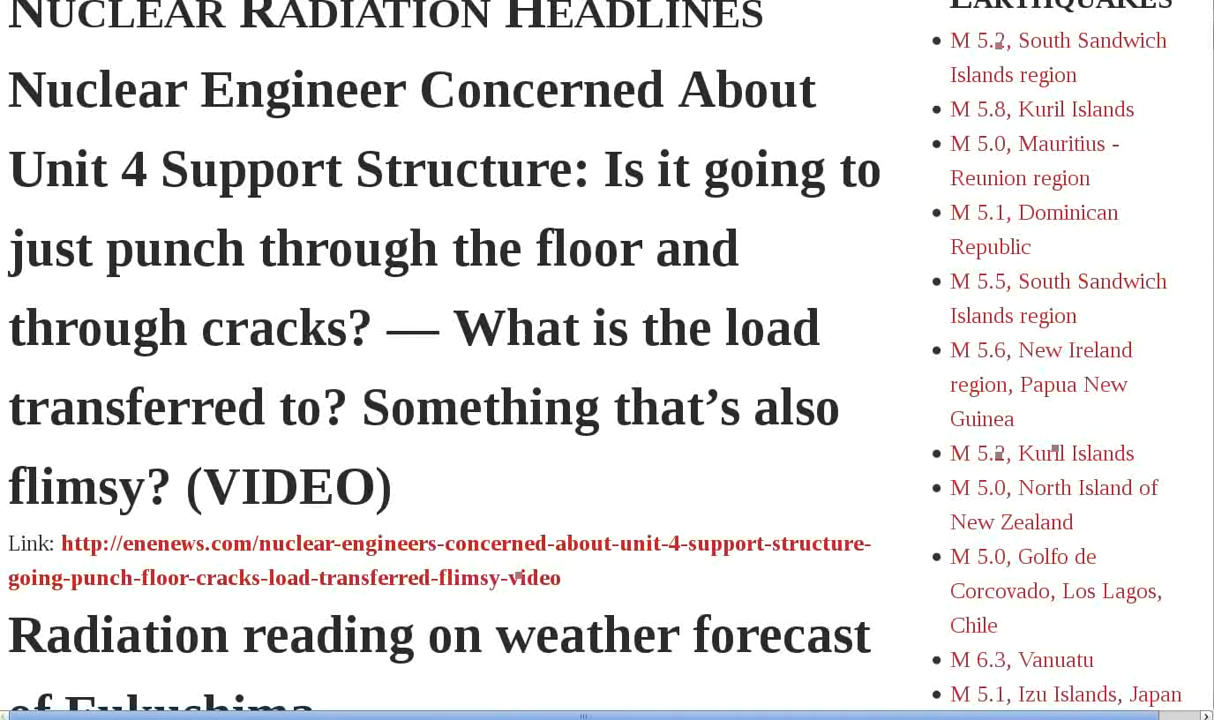 NUCLEAR RADIATION HEADLINES
Nuclear Engineer Concerned About
Unit 4 Support Structure: Is it going to
just punch through the floor and
through cracks? — What is the load
transferred to? Something that’s also
flimsy? (VIDEO)
Link: http://enenews.com/nuclear-engineers-concerned-about-unit-4-support-structure-
going-punch-floor-cracks-load-transferred-flimsy-video
Radiation reading on weather forecast
of Fukushima
EARTHQUAKES
M 5.2, South Sandwich
Islands region
M 5.8, Kuril Islands
M 5.0, Mauritius -
Reunion region
M 5.1, Dominican
Republic
M 5.5, South Sandwich
Islands region
M 5.6, New Ireland
region, Papua New
Guinea
M 5.2, Kuril Islands
M 5.0, North Island of
New Zealand
M 5.0, Golfo de
Corcovado, Los Lagos,
Chile
M 6.3, Vanuatu
M 5.1, Izu Islands, Japan